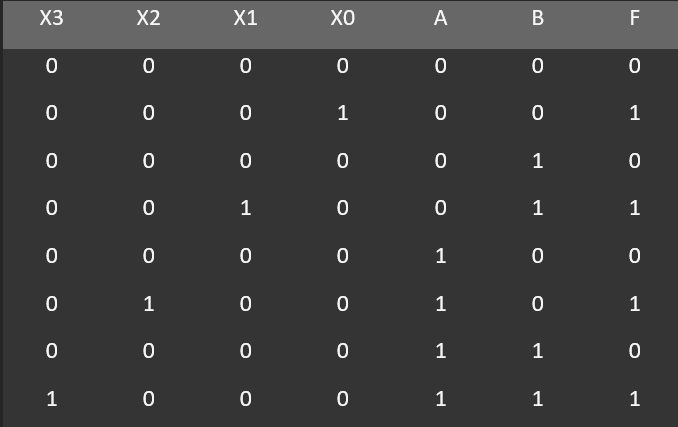 X3 X2 X1 X0 A B F
0 0 0 0 0 0 0
0 0 0 1 0 0 1
0 0 0 0 0 1 0
0 0 1 0 0 1 1
0 0 0 0 1 0 0
0 1 0 0 1 0 1
0 0 0 0 1 1 0
1 0 0 0 1 1 1